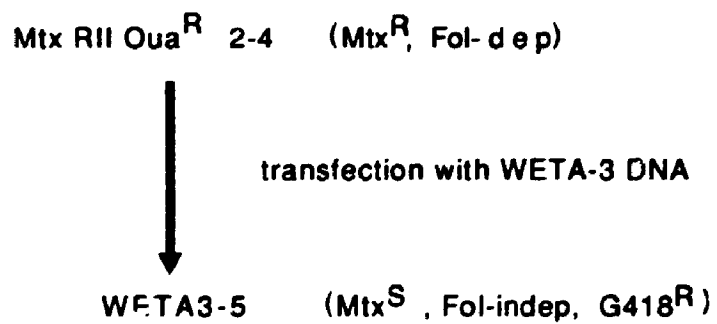 Mtx RII Oua^R 2-4 (Mtx^R, Fol-dep)
transfection with WETA-3 DNA
WETA3-5 (Mtx^S , Fol-indep, G418^R)